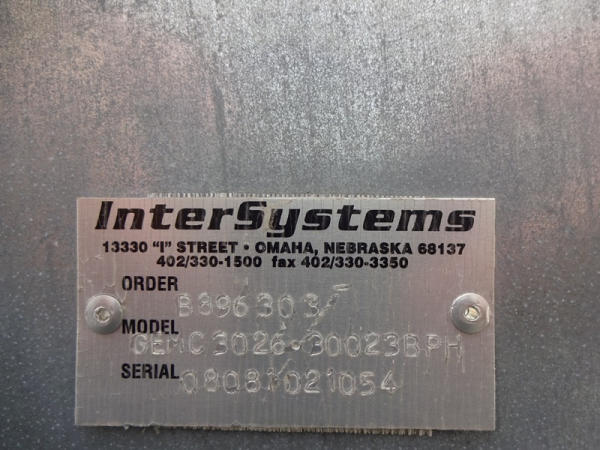 InterSystems
13330 "I" STREET • OMAHA, NEBRASKA 68137
402/330-1500 fax 402/330-3350
ORDER B396303
MODEL GEMC3026-30023BPH
SERIAL 08081021054